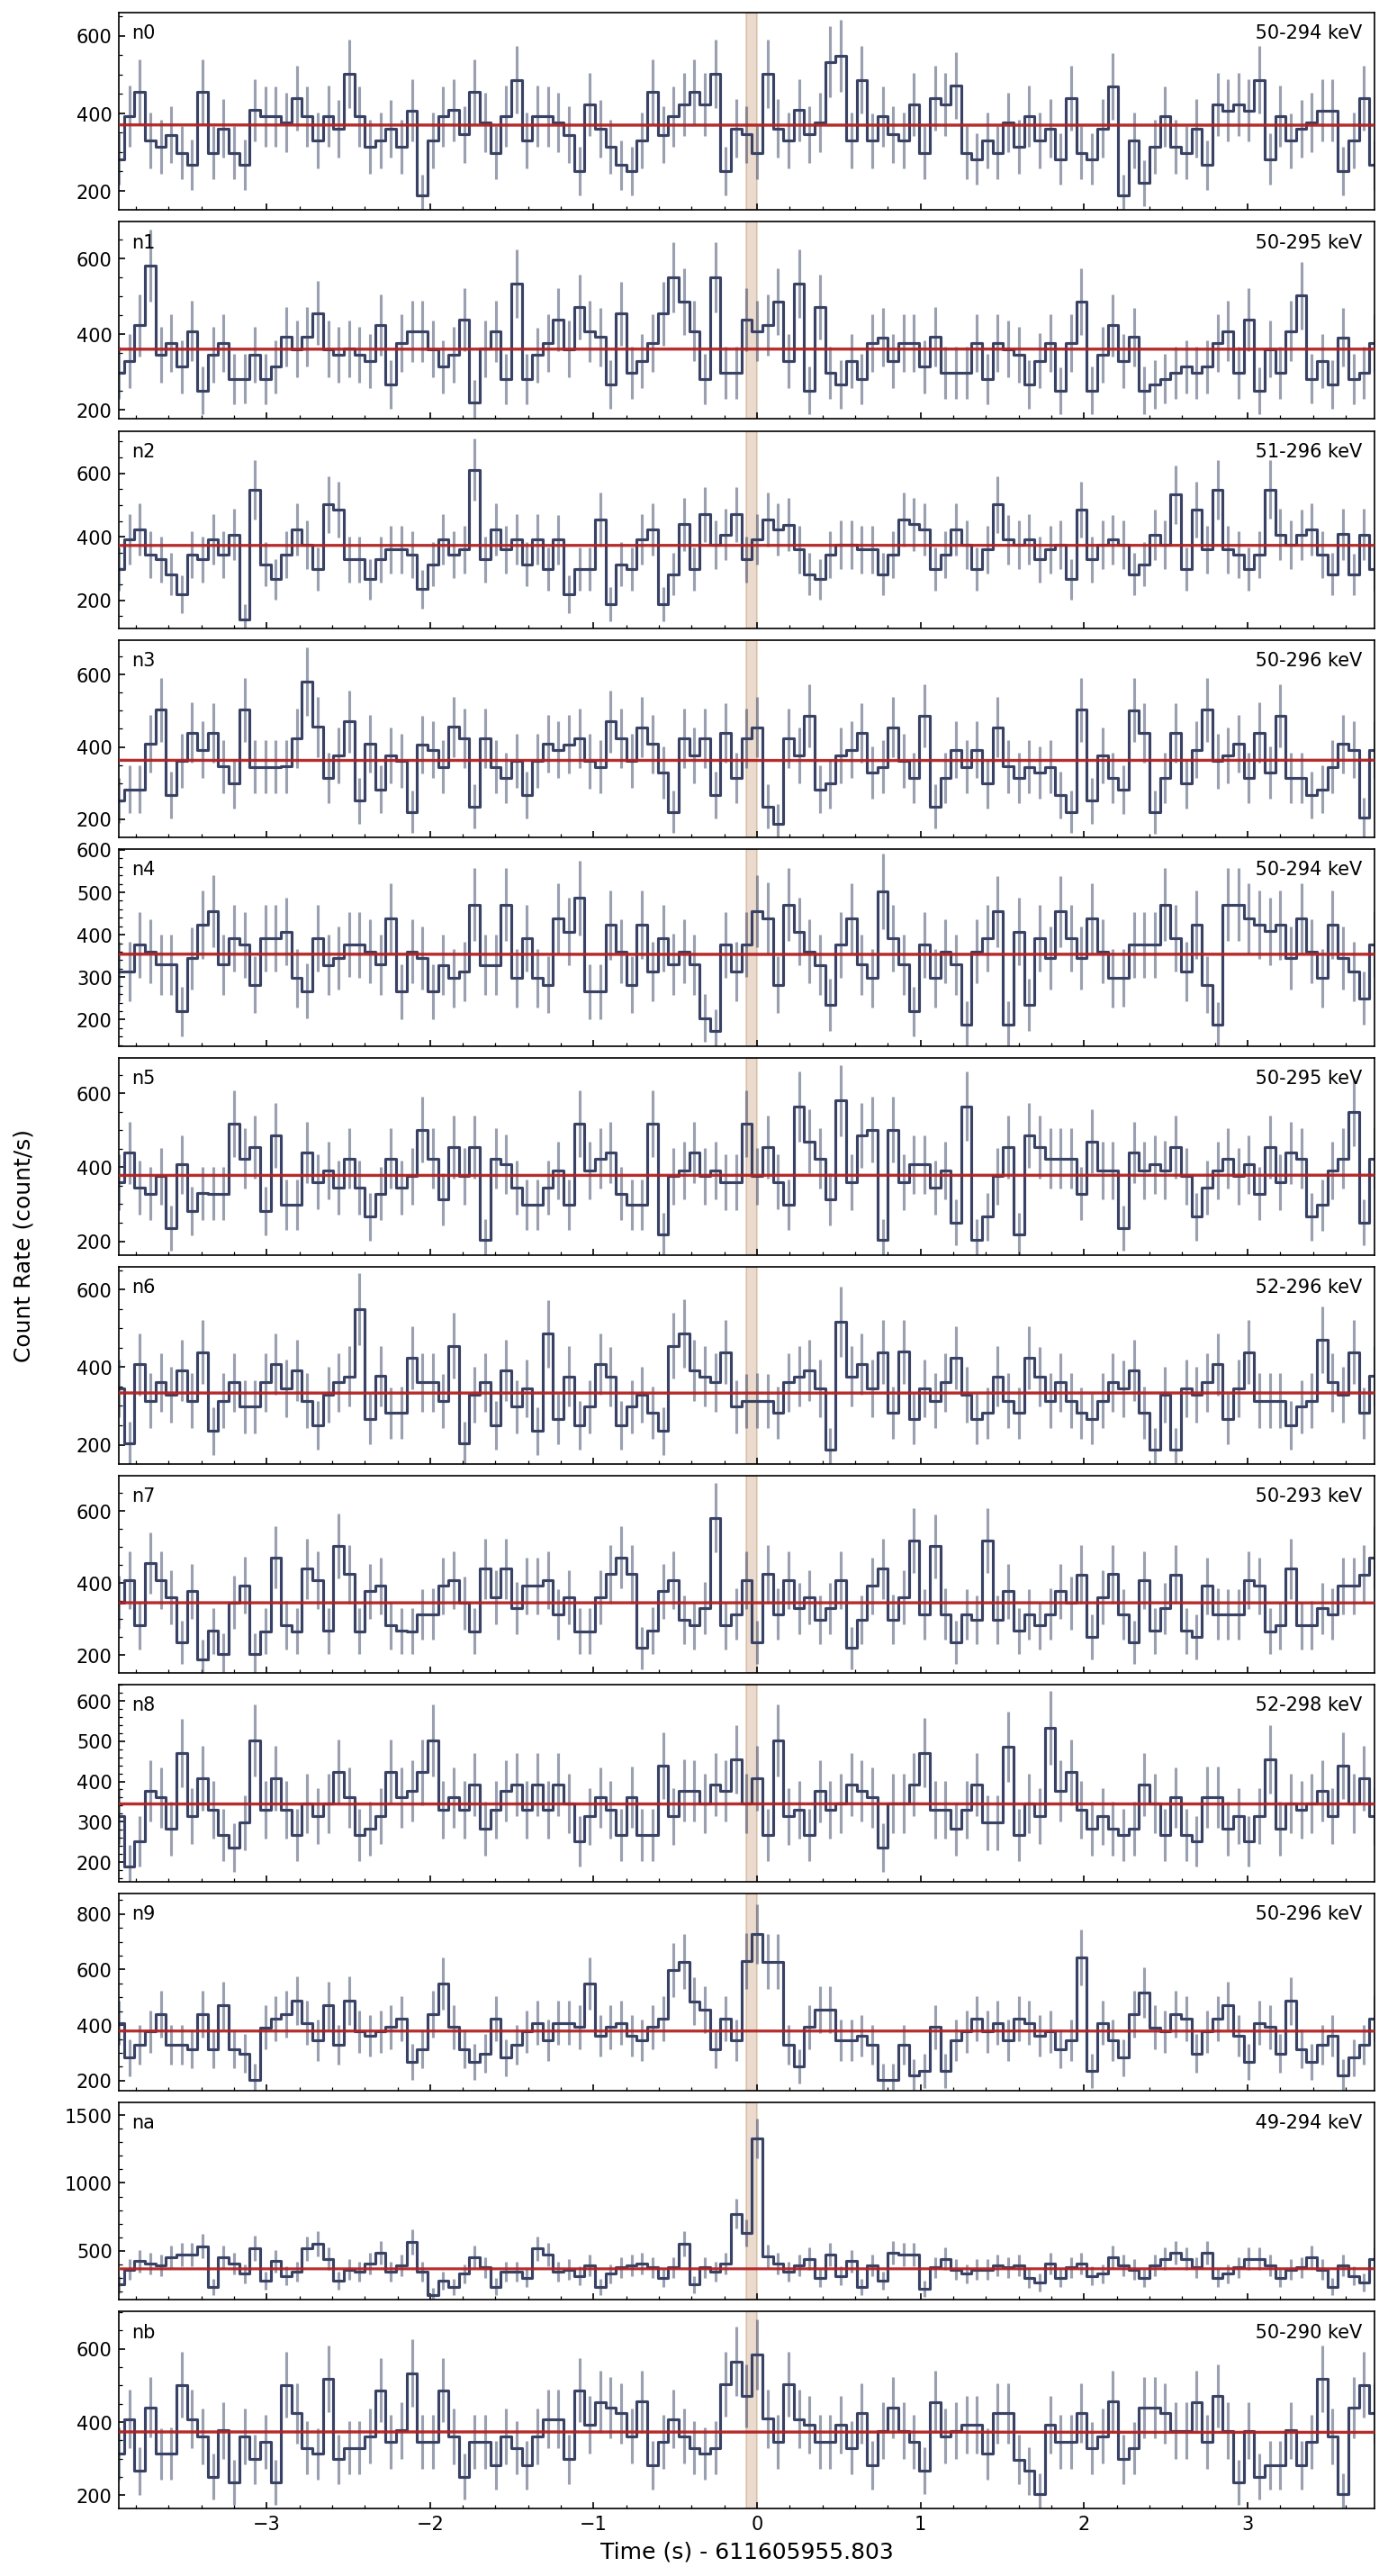 n0 50-294 keV
600
400
200
n1 50-295 keV
600
400
200
n2 51-296 keV
600
400
200
n3 50-296 keV
600
400
200
n4 50-294 keV
600
500
400
300
200
n5 50-295 keV
600
400
200
n6 52-296 keV
600
400
200
n7 50-293 keV
600
400
200
n8 52-298 keV
600
500
400
300
200
n9 50-296 keV
800
600
400
200
na 49-294 keV
1500
1000
500
nb 50-290 keV
600
400
200
−3 −2 −1 0 1 2 3
Time (s) - 611605955.803
Count Rate (count/s)